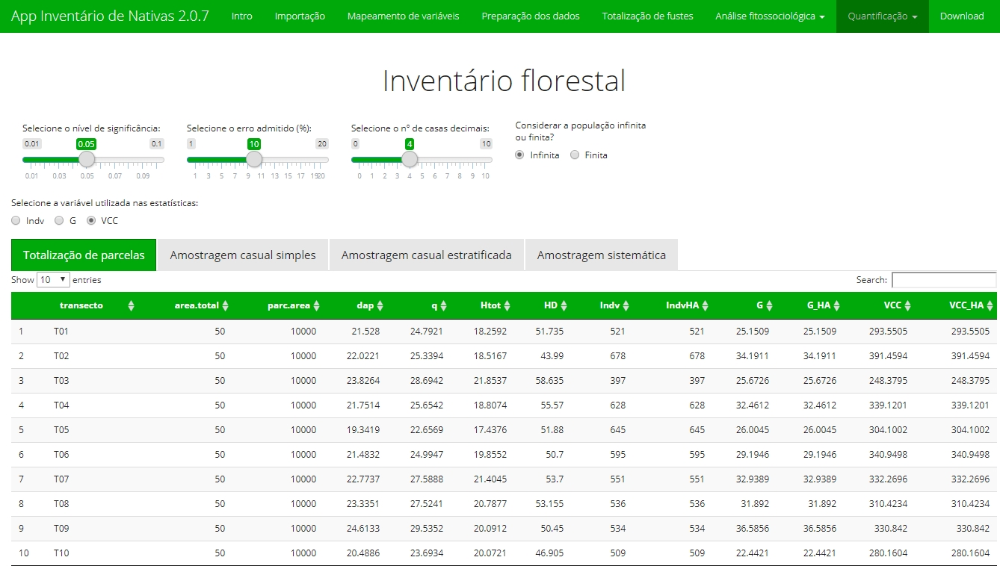 App Inventário de Nativas 2.0.7 Intro Importação Mapeamento de variáveis Preparação dos dados Totalização de fustes Análise fitossociológica Quantificação Download
Inventário florestal
Selecione o nível de significância: Selecione o erro admitido (%): Selecione o nº de casas decimais: Considerar a população infinita
ou finita?
0.01 0.05 0.1 1 10 20 0 4 10
Infinita Finita
0.01 0.03 0.05 0.07 0.09 1 3 5 7 9 11 13 15 17 19 20 0 1 2 3 4 5 6 7 8 9 10
Selecione a variável utilizada nas estatísticas:
Indv G VCC
Totalização de parcelas Amostragem casual simples Amostragem casual estratificada Amostragem sistemática
Show 10 entries Search:
transecto area.total parc.area dap q Htot HD Indv IndvHA G G_HA VCC VCC_HA
1 T01 50 10000 21.528 24.7921 18.2592 51.735 521 521 25.1509 25.1509 293.5505 293.5505
2 T02 50 10000 22.0221 25.3394 18.5167 43.99 678 678 34.1911 34.1911 391.4594 391.4594
3 T03 50 10000 23.8264 28.6942 21.8537 58.635 397 397 25.6726 25.6726 248.3795 248.3795
4 T04 50 10000 21.7514 25.6542 18.8074 55.57 628 628 32.4612 32.4612 339.1201 339.1201
5 T05 50 10000 19.3419 22.6569 17.4376 51.88 645 645 26.0045 26.0045 304.1002 304.1002
6 T06 50 10000 21.4832 24.9947 19.8552 50.7 595 595 29.1946 29.1946 340.9498 340.9498
7 T07 50 10000 22.7737 27.5888 21.4045 53.7 551 551 32.9389 32.9389 332.2696 332.2696
8 T08 50 10000 23.3351 27.5241 20.7877 53.155 536 536 31.892 31.892 310.4234 310.4234
9 T09 50 10000 24.6133 29.5352 20.0912 50.45 534 534 36.5856 36.5856 330.842 330.842
10 T10 50 10000 20.4886 23.6934 20.0721 46.905 509 509 22.4421 22.4421 280.1604 280.1604